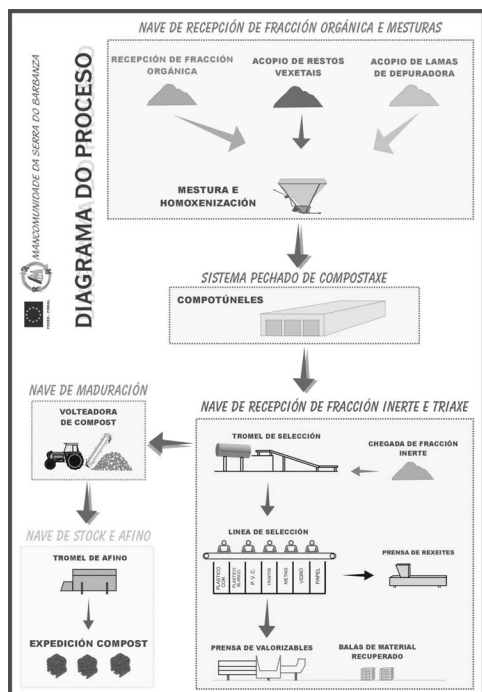 NAVE DE RECEPCIÓN DE FRACCIÓN ORGÁNICA E MESTURAS
RECEPCIÓN DE FRACCIÓN
ORGÁNICA
ACOPIO DE RESTOS
VEXETAIS
ACOPIO DE LAMAS
DE DEPURADORA
MESTURA E
HOMOXENIZACIÓN
MANCOMUNIDADE DA SERRA DO BARBANZA
DIAGRAMA DO PROCESO
SISTEMA PECHADO DE COMPOSTAXE
COMPOTÚNELES
NAVE DE MADURACIÓN
VOLTEADORA
DE COMPOST
NAVE DE RECEPCIÓN DE FRACCIÓN INERTE E TRIAXE
TROMEL DE SELECCIÓN
CHEGADA DE FRACCIÓN
INERTE
NAVE DE STOCK E AFINO
TROMEL DE AFINO
EXPEDICIÓN COMPOST
LINEA DE SELECCIÓN
PLASTICO
COR
PLASTICO
BLANCO
P. V. C.
TRAPOS
METAIS
VIDRO
PAPEL
PRENSA DE REXEITES
PRENSA DE VALORIZABLES
BALAS DE MATERIAL
RECUPERADO